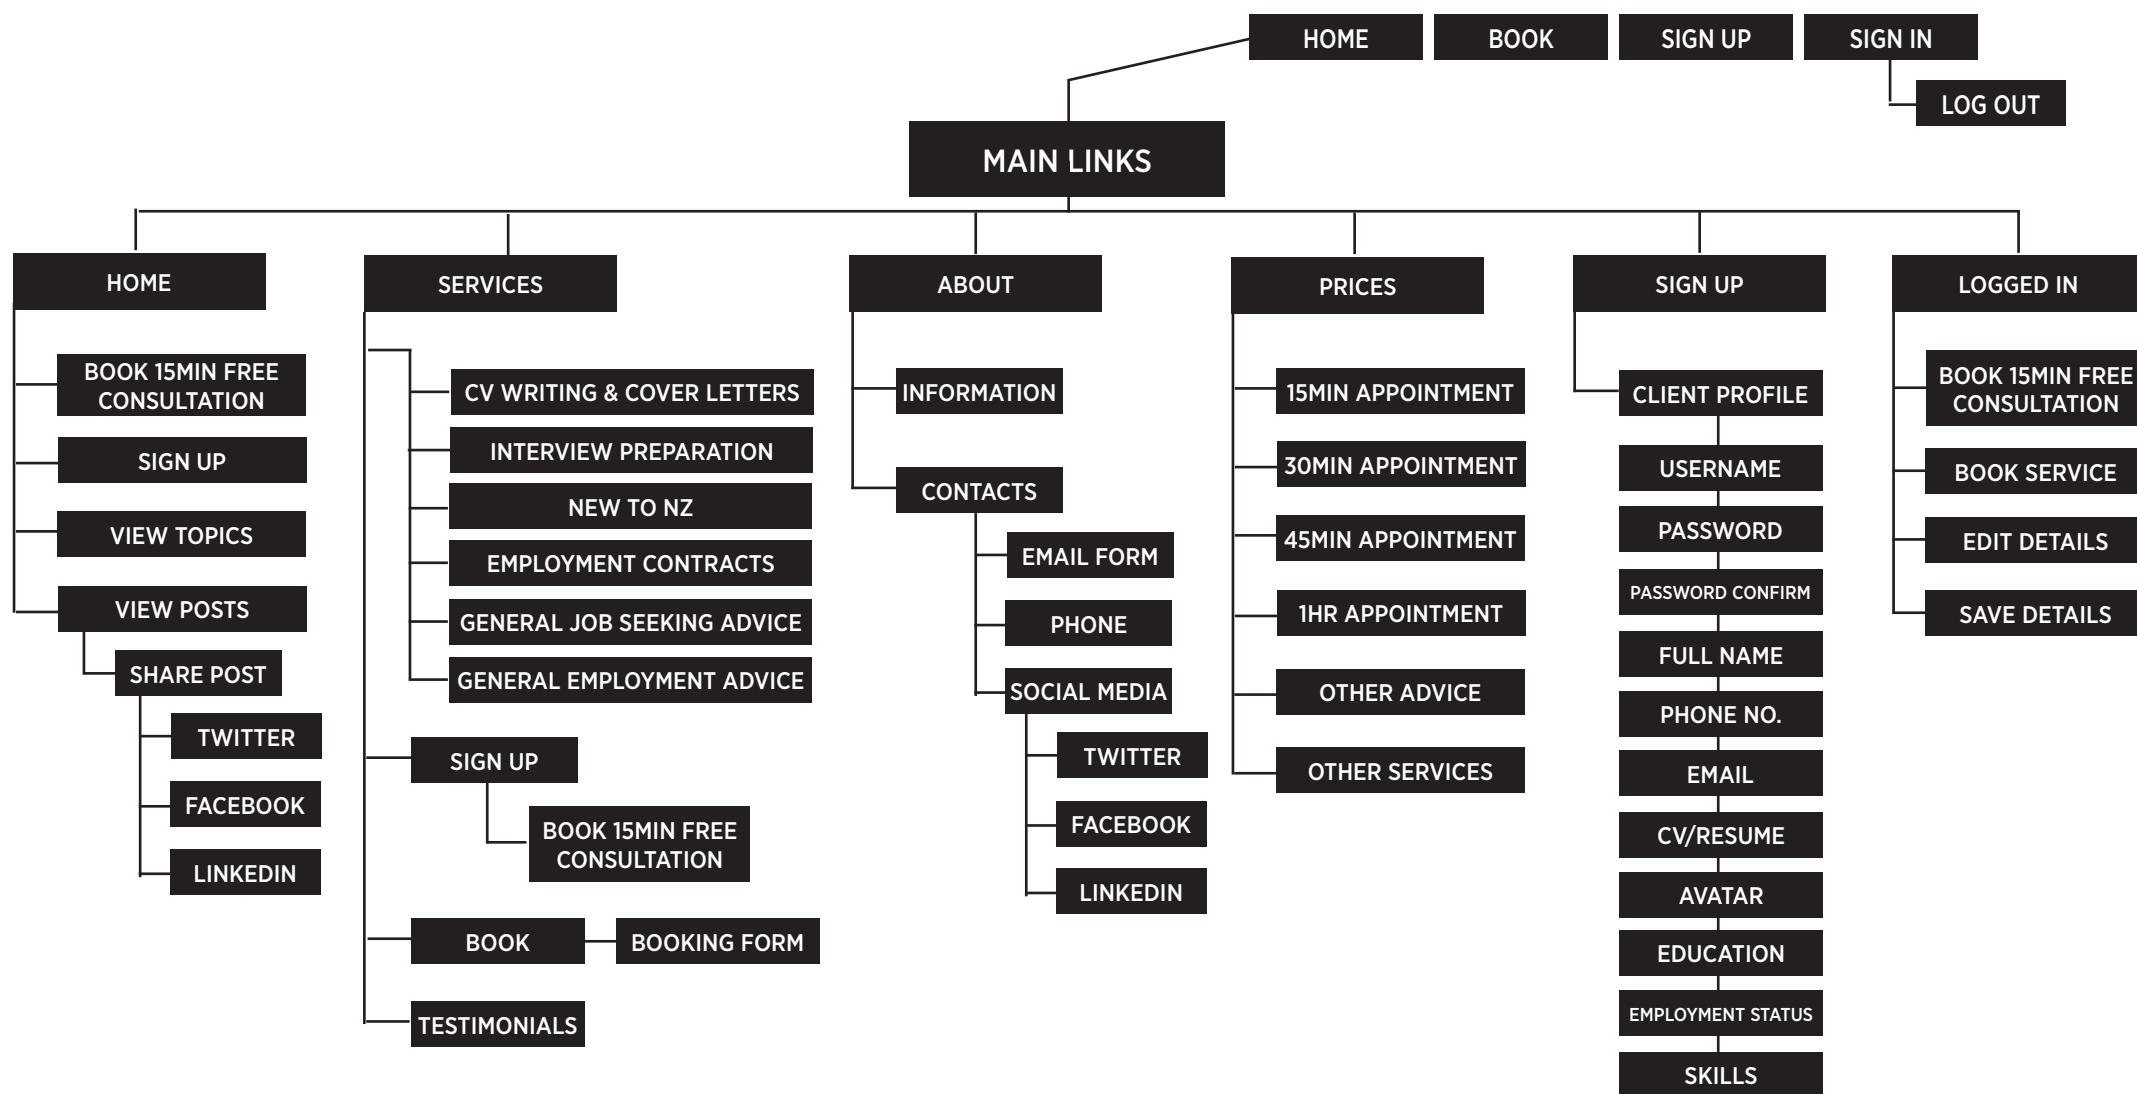 HOME
BOOK
SIGN UP
SIGN IN
LOG OUT
MAIN LINKS
HOME
BOOK 15MIN FREE
CONSULTATION
SIGN UP
VIEW TOPICS
VIEW POSTS
SHARE POST
TWITTER
FACEBOOK
LINKEDIN
SERVICES
CV WRITING & COVER LETTERS
INTERVIEW PREPARATION
NEW TO NZ
EMPLOYMENT CONTRACTS
GENERAL JOB SEEKING ADVICE
GENERAL EMPLOYMENT ADVICE
SIGN UP
BOOK 15MIN FREE
CONSULTATION
BOOK
BOOKING FORM
TESTIMONIALS
ABOUT
INFORMATION
CONTACTS
EMAIL FORM
PHONE
SOCIAL MEDIA
TWITTER
FACEBOOK
LINKEDIN
PRICES
15MIN APPOINTMENT
30MIN APPOINTMENT
45MIN APPOINTMENT
1HR APPOINTMENT
OTHER ADVICE
OTHER SERVICES
SIGN UP
CLIENT PROFILE
USERNAME
PASSWORD
PASSWORD CONFIRM
FULL NAME
PHONE NO.
EMAIL
CV/RESUME
AVATAR
EDUCATION
EMPLOYMENT STATUS
SKILLS
LOGGED IN
BOOK 15MIN FREE
CONSULTATION
BOOK SERVICE
EDIT DETAILS
SAVE DETAILS